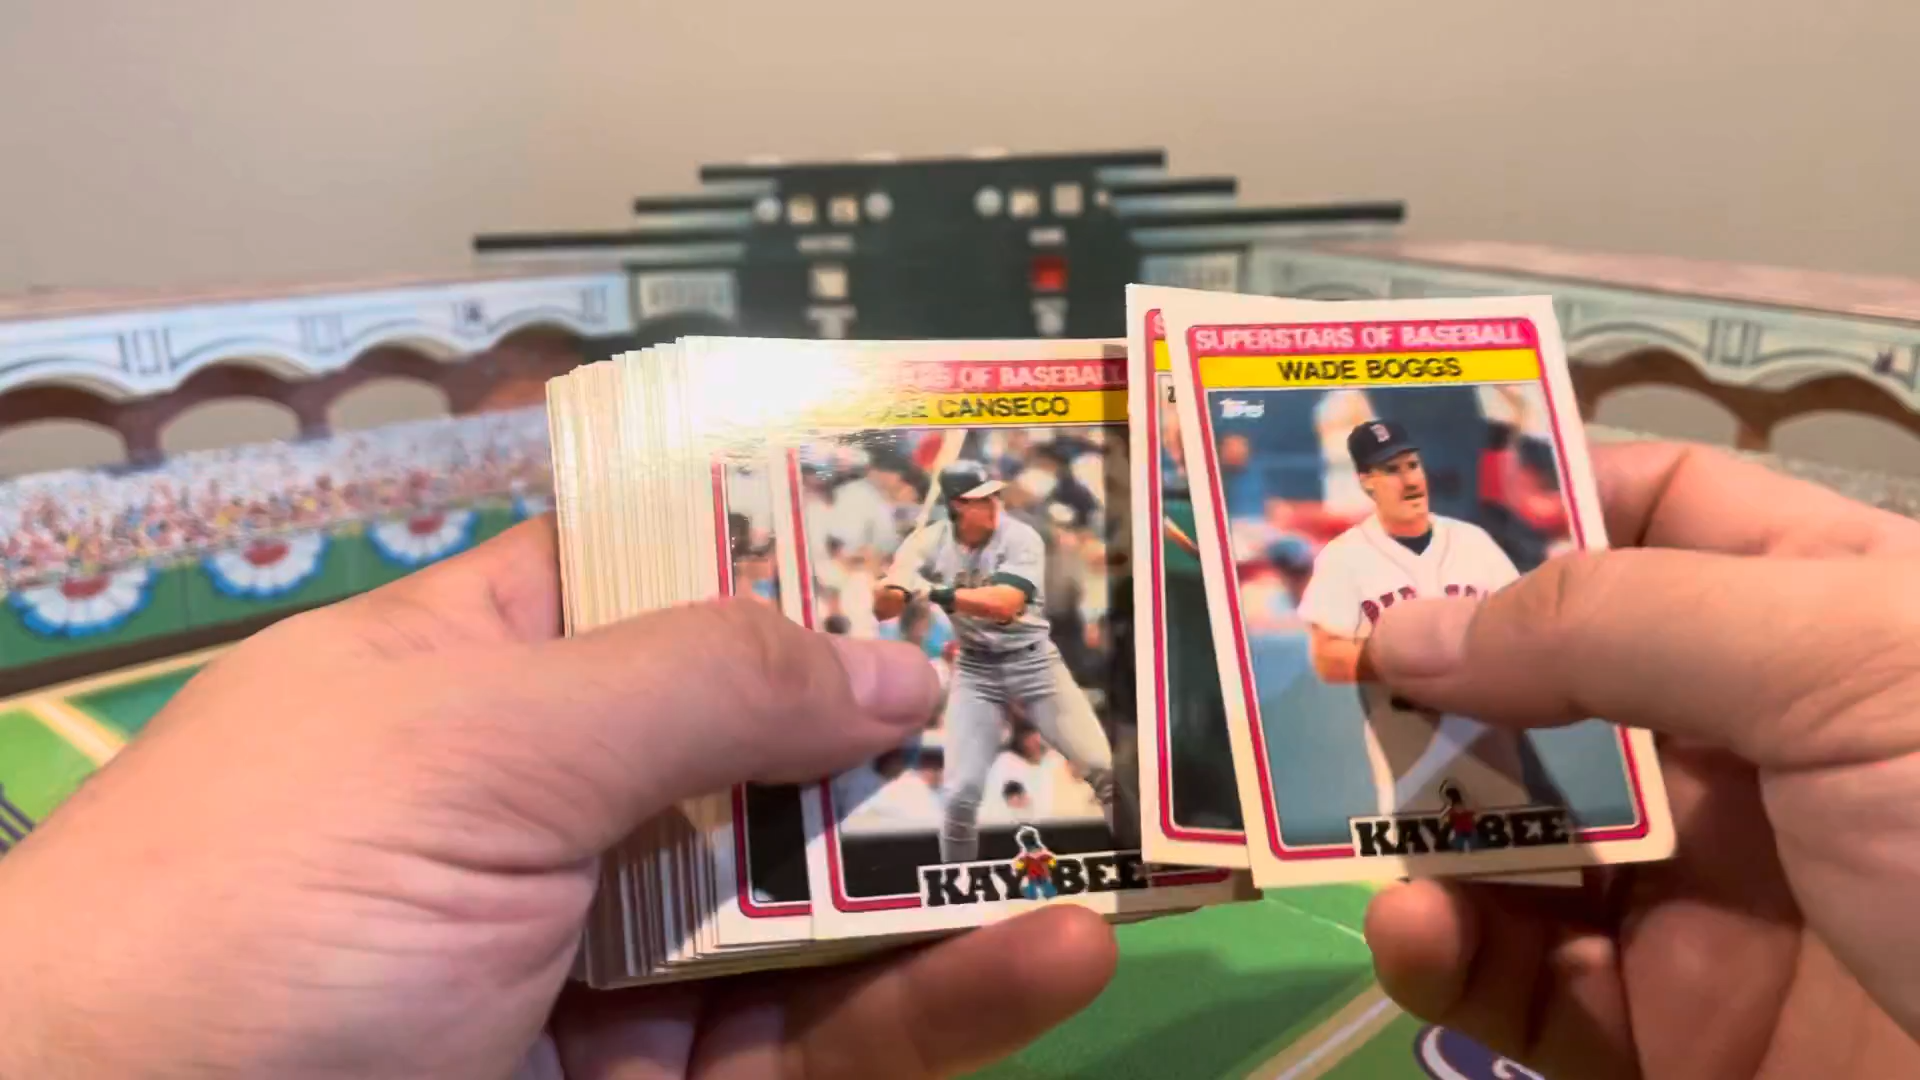 OF BASEBALL
CANSECO
KAY BEE
SUPERSTARS OF BASEBALL
WADE BOGGS
Topps
KAY BEE